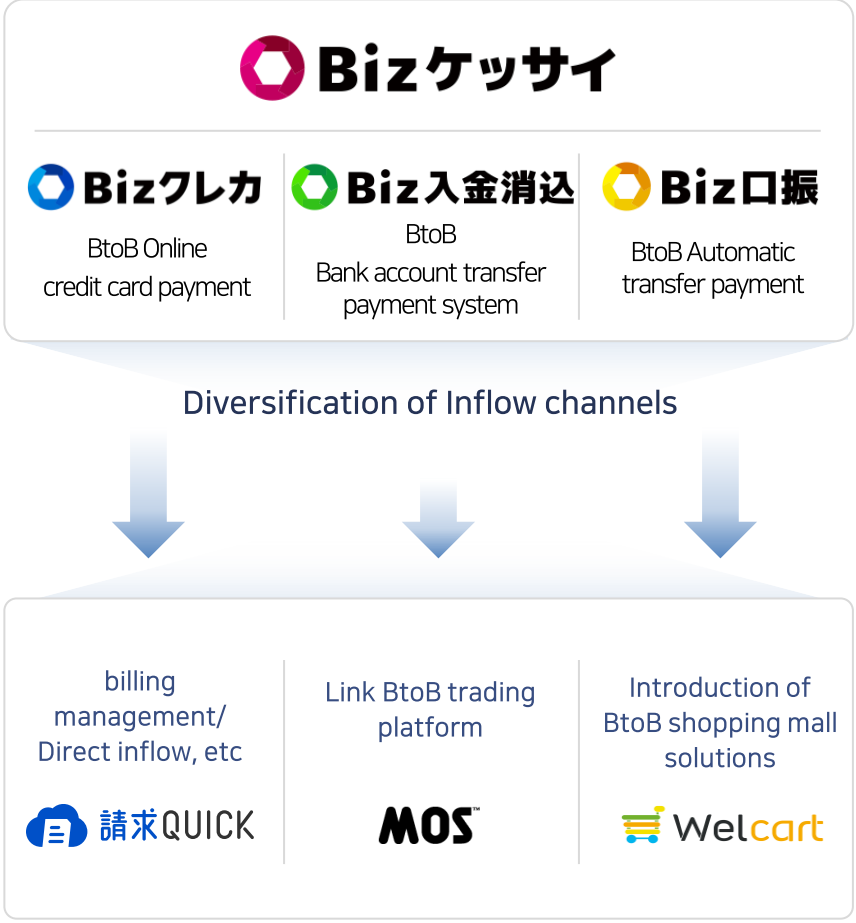 Bizケッサイ
Bizクレカ
BtoB Online
credit card payment
Biz入金消込
BtoB
Bank account transfer
payment system
Biz口振
BtoB Automatic
transfer payment
Diversification of Inflow channels
billing
management/
Direct inflow, etc
請求QUICK
Link BtoB trading
platform
MOS™
Introduction of
BtoB shopping mall
solutions
Welcart